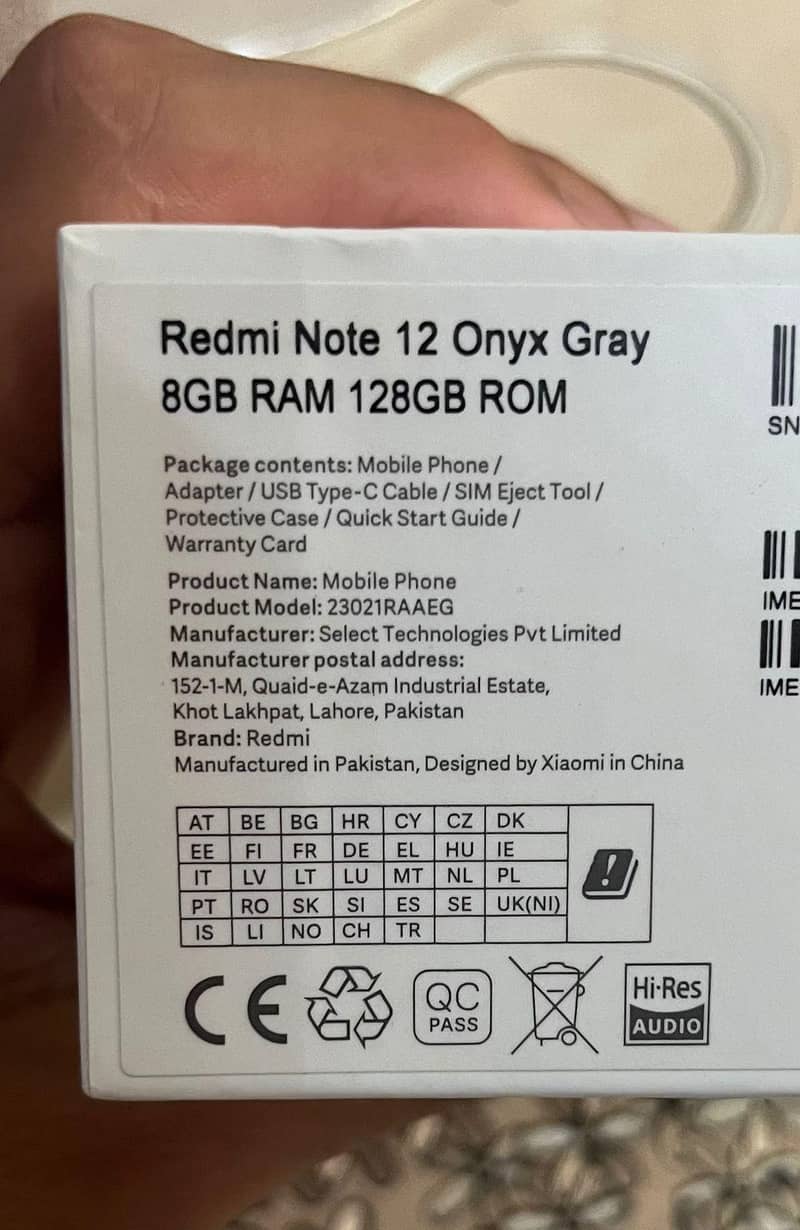 Redmi Note 12 Onyx Gray
8GB RAM 128GB ROM
SN
Package contents: Mobile Phone /
Adapter / USB Type-C Cable / SIM Eject Tool /
Protective Case / Quick Start Guide /
Warranty Card
Product Name: Mobile Phone
Product Model: 23021RAAEG
Manufacturer: Select Technologies Pvt Limited
Manufacturer postal address:
152-1-M, Quaid-e-Azam Industrial Estate,
Khot Lakhpat, Lahore, Pakistan
Brand: Redmi
Manufactured in Pakistan, Designed by Xiaomi in China
IME
IME
AT BE BG HR CY CZ DK
EE FI FR DE EL HU IE
IT LV LT LU MT NL PL
PT RO SK SI ES SE UK(NI)
IS LI NO CH TR
CE
QC
PASS
Hi-Res
AUDIO